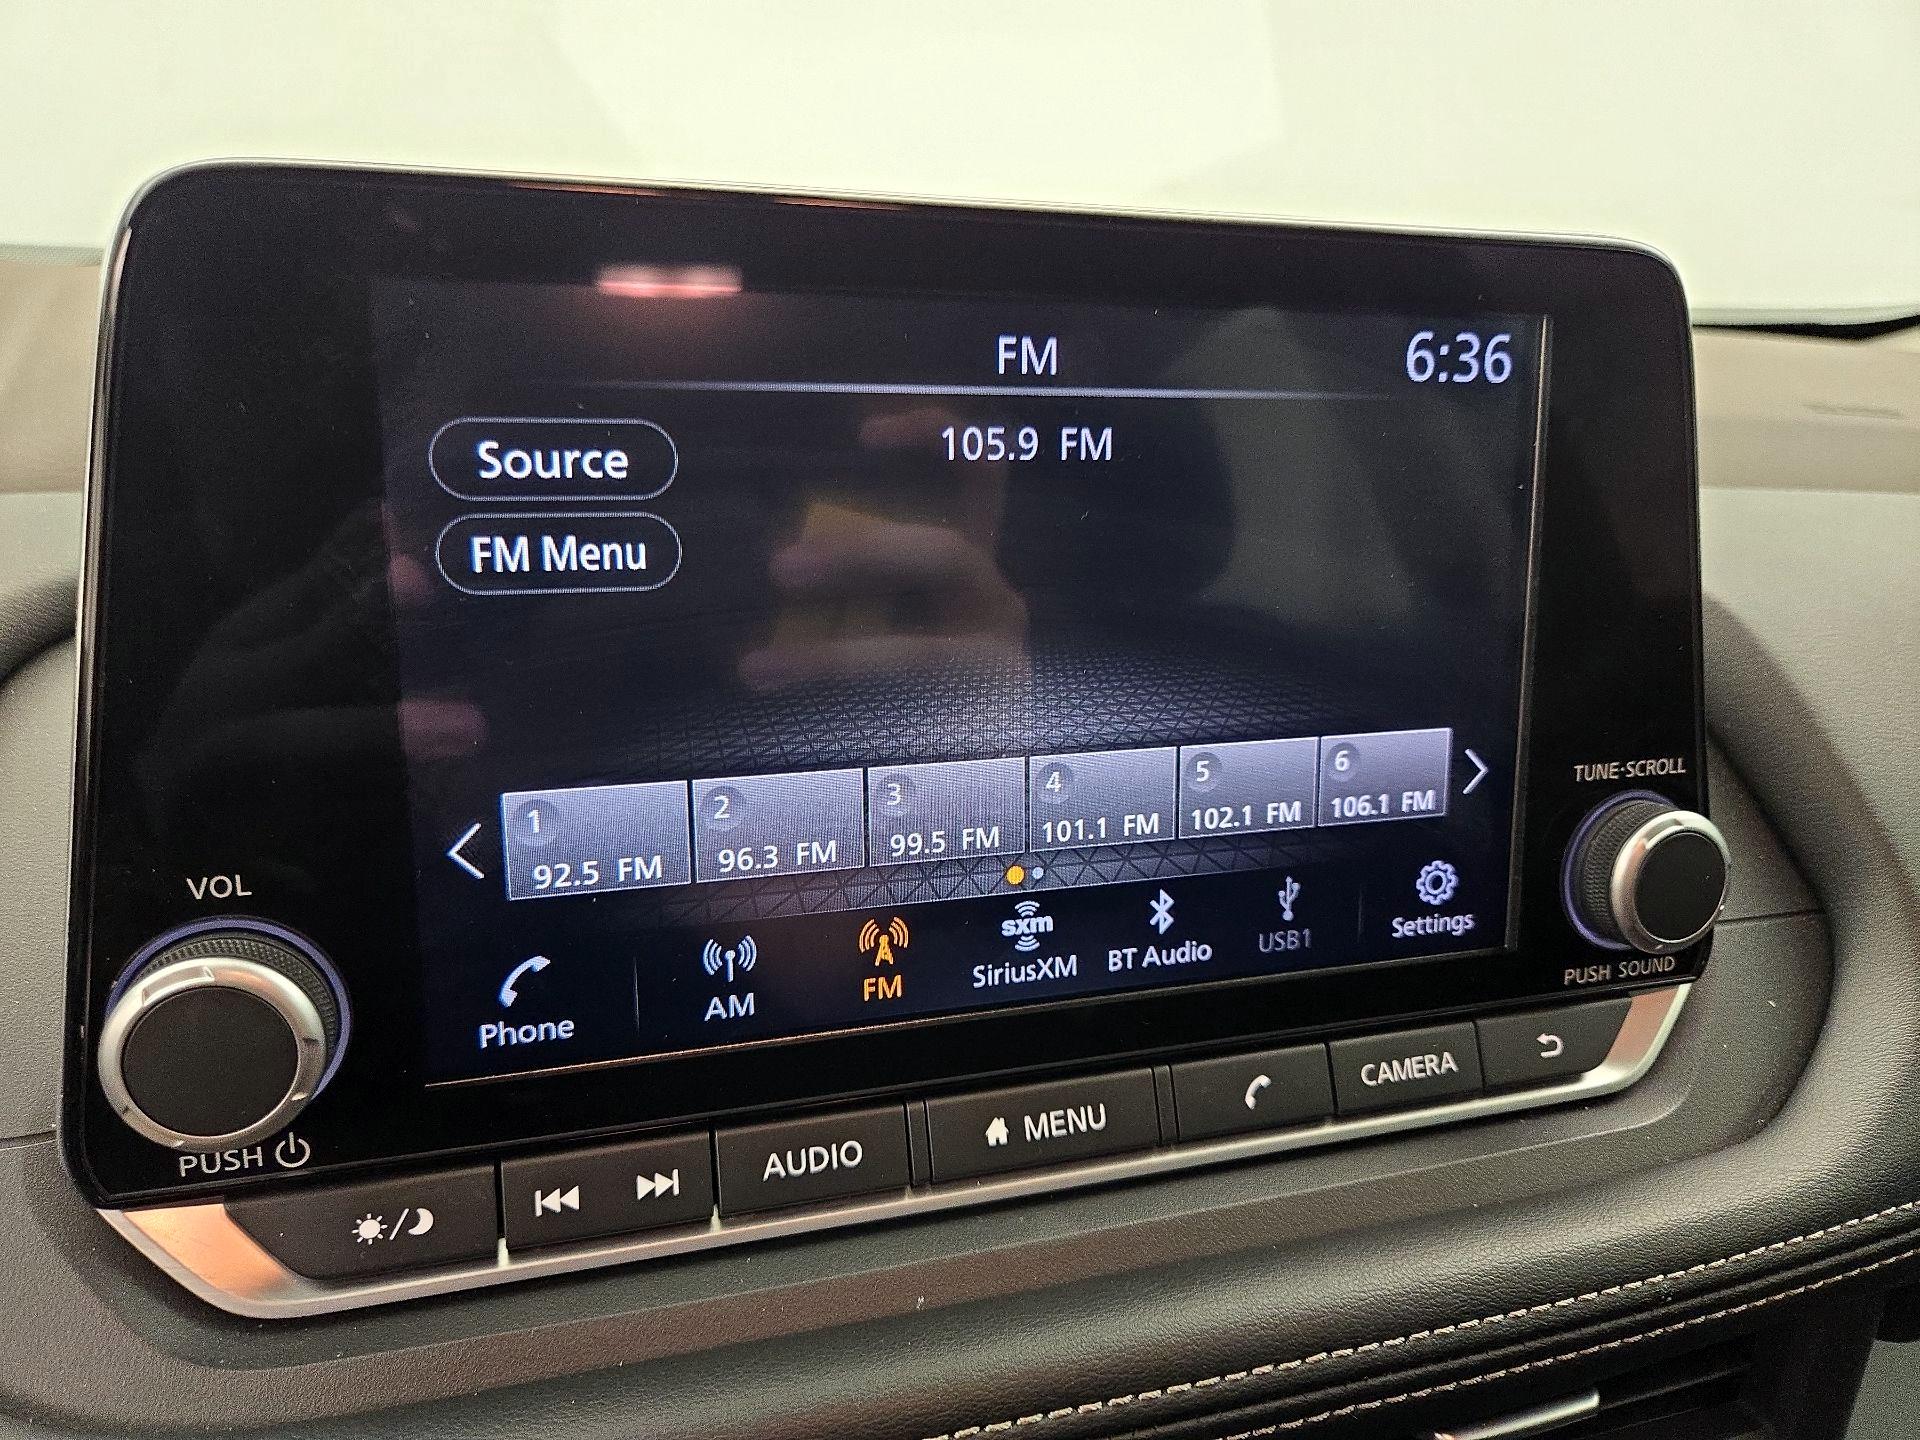 FM
6:36
Source
105.9 FM
FM Menu
1
92.5 FM
2
96.3 FM
3
99.5 FM
4
101.1 FM
5
102.1 FM
6
106.1 FM
TUNE·SCROLL
VOL
Phone
AM
FM
sxm
SiriusXM
BT Audio
USB1
Settings
PUSH SOUND
PUSH
AUDIO
MENU
CAMERA